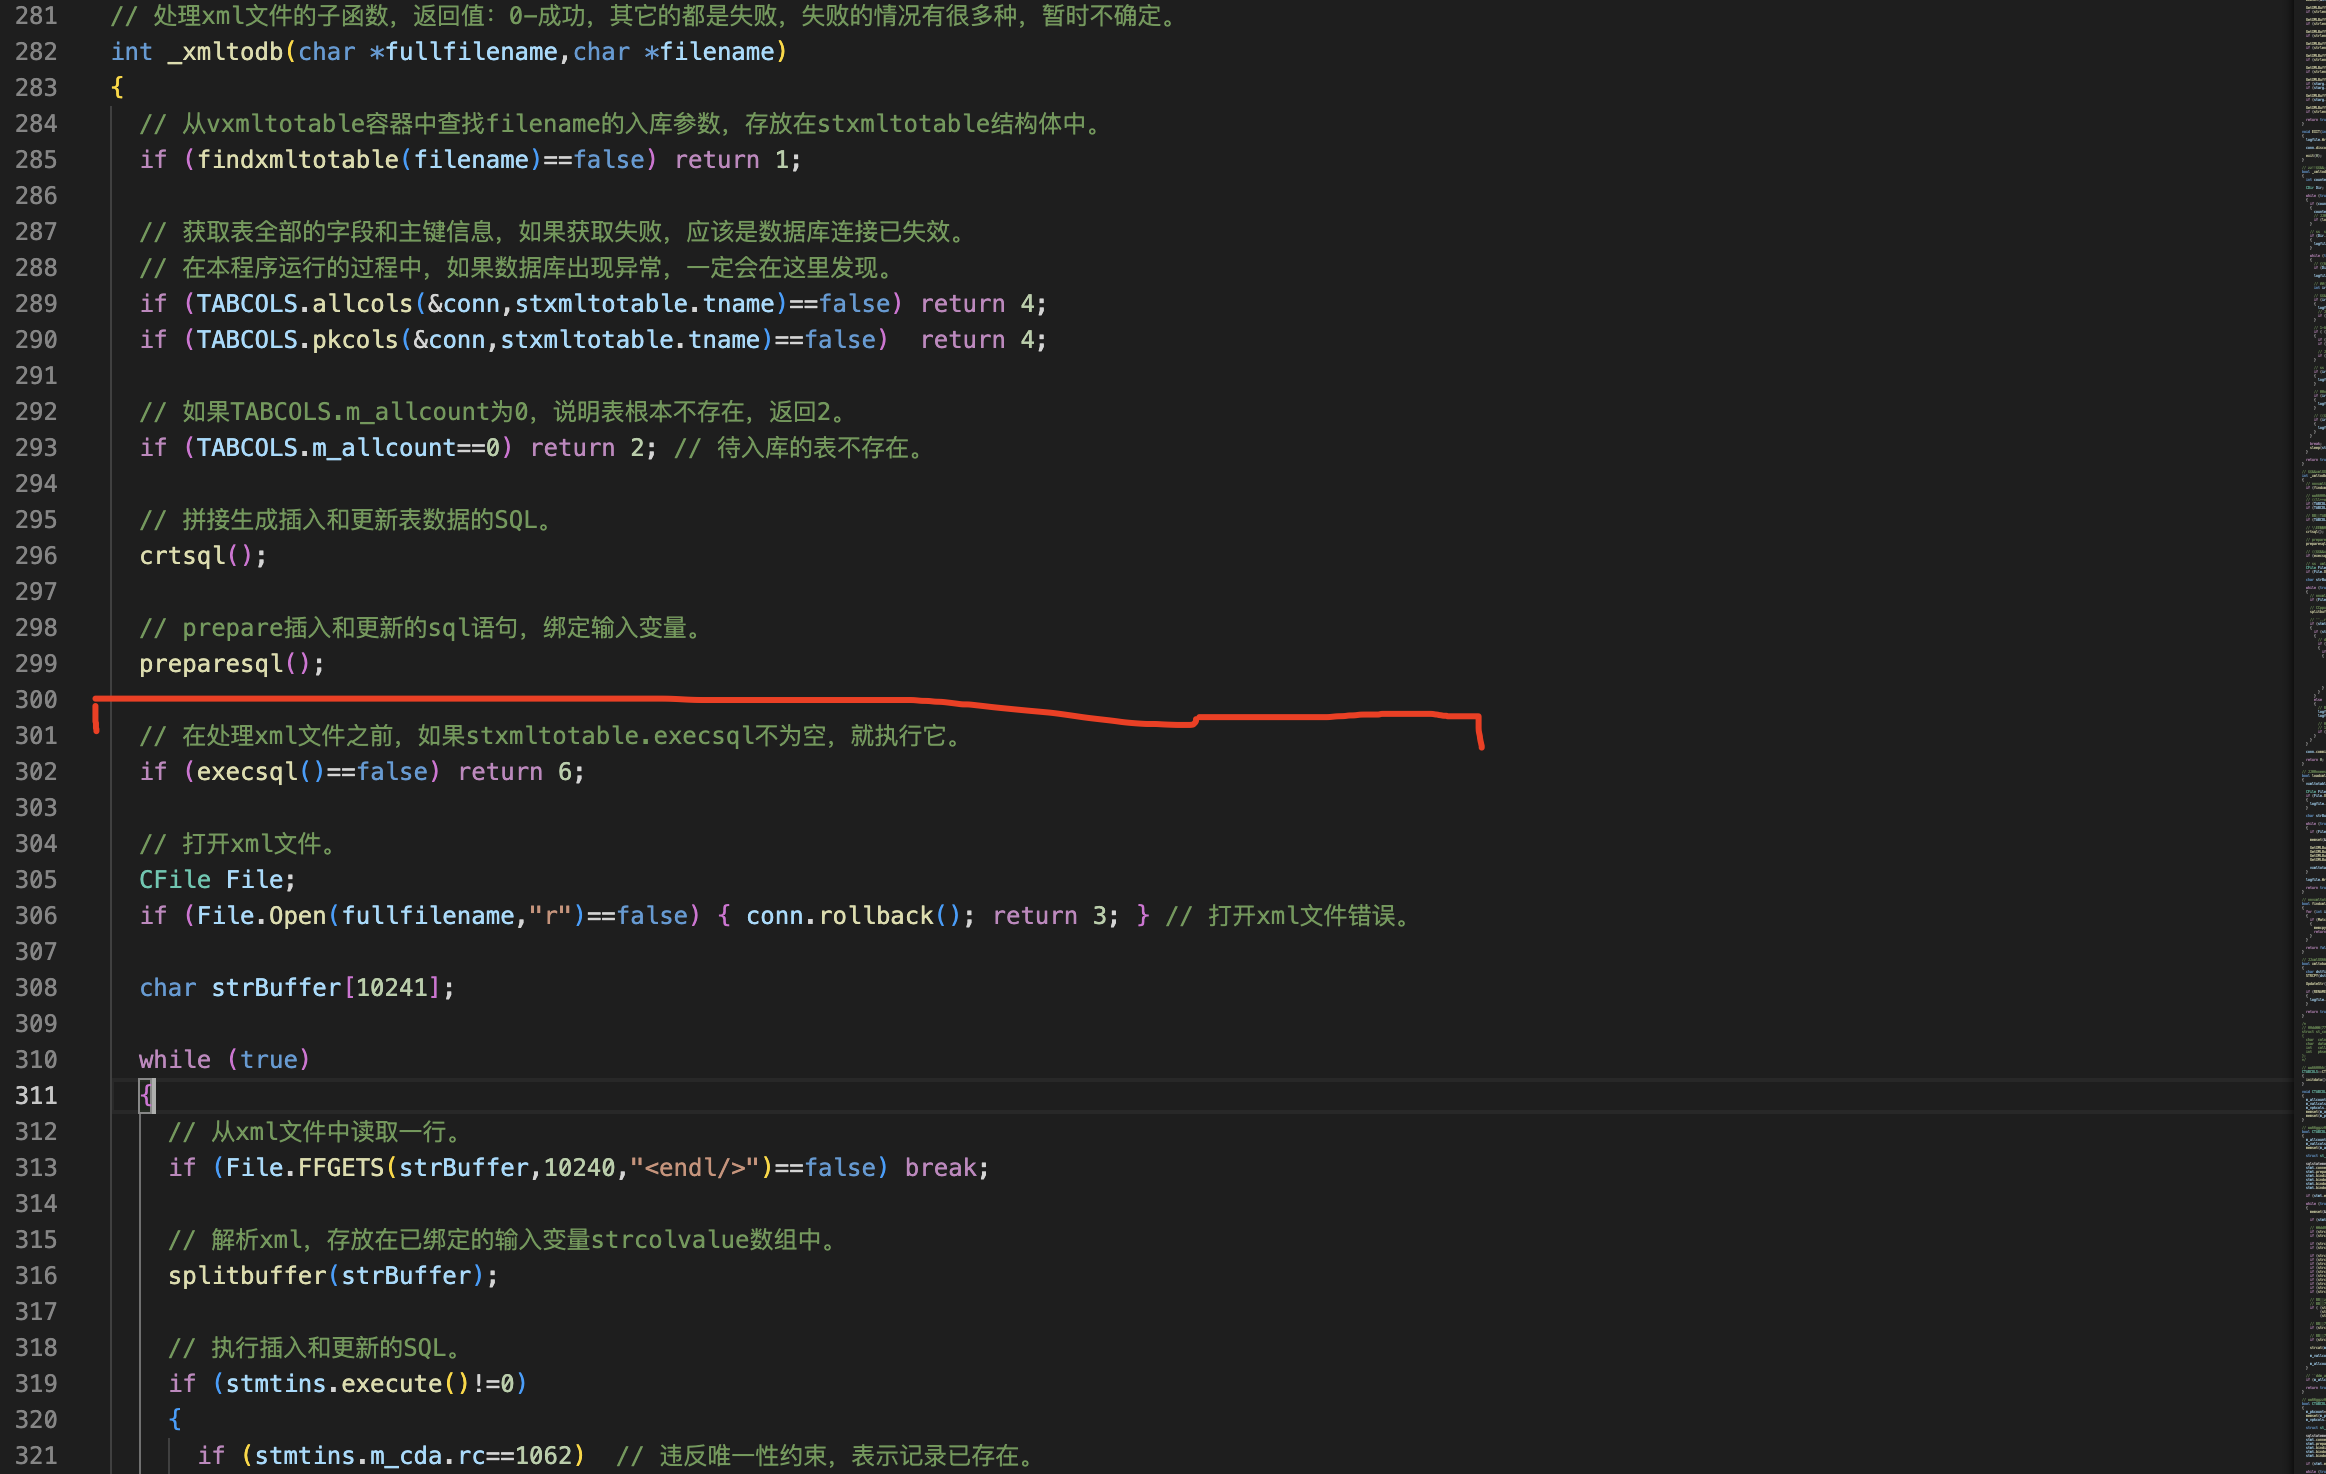 281 // 处理xml文件的子函数，返回值：0-成功，其它的都是失败，失败的情况有很多种，暂时不确定。
282 int _xmltodb(char *fullfilename,char *filename)
283 {
284 // 从vxmltotable容器中查找filename的入库参数，存放在stxmltotable结构体中。
285 if (findxmltotable(filename)==false) return 1;
286
287 // 获取表全部的字段和主键信息，如果获取失败，应该是数据库连接已失效。
288 // 在本程序运行的过程中，如果数据库出现异常，一定会在这里发现。
289 if (TABCOLS.allcols(&conn,stxmltotable.tname)==false) return 4;
290 if (TABCOLS.pkcols(&conn,stxmltotable.tname)==false)  return 4;
291
292 // 如果TABCOLS.m_allcount为0，说明表根本不存在，返回2。
293 if (TABCOLS.m_allcount==0) return 2; // 待入库的表不存在。
294
295 // 拼接生成插入和更新表数据的SQL。
296 crtsql();
297
298 // prepare插入和更新的sql语句，绑定输入变量。
299 preparesql();
300
301 // 在处理xml文件之前，如果stxmltotable.execsql不为空，就执行它。
302 if (execsql()==false) return 6;
303
304 // 打开xml文件。
305 CFile File;
306 if (File.Open(fullfilename,"r")==false) { conn.rollback(); return 3; } // 打开xml文件错误。
307
308 char strBuffer[10241];
309
310 while (true)
311 {
312 // 从xml文件中读取一行。
313 if (File.FFGETS(strBuffer,10240,"<endl/>")==false) break;
314
315 // 解析xml，存放在已绑定的输入变量strcolvalue数组中。
316 splitbuffer(strBuffer);
317
318 // 执行插入和更新的SQL。
319 if (stmtins.execute()!=0)
320 {
321 if (stmtins.m_cda.rc==1062)  // 违反唯一性约束，表示记录已存在。